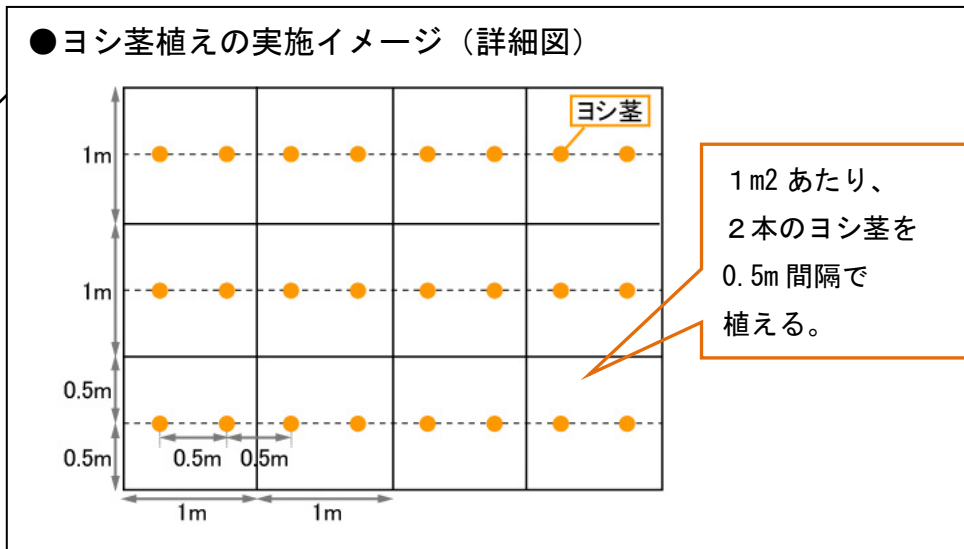 ●ヨシ茎植えの実施イメージ（詳細図）
ヨシ茎
1m
1m
0.5m
0.5m
0.5m 0.5m
1m 1m
１m2 あたり、
２本のヨシ茎を
0.5m 間隔で
植える。